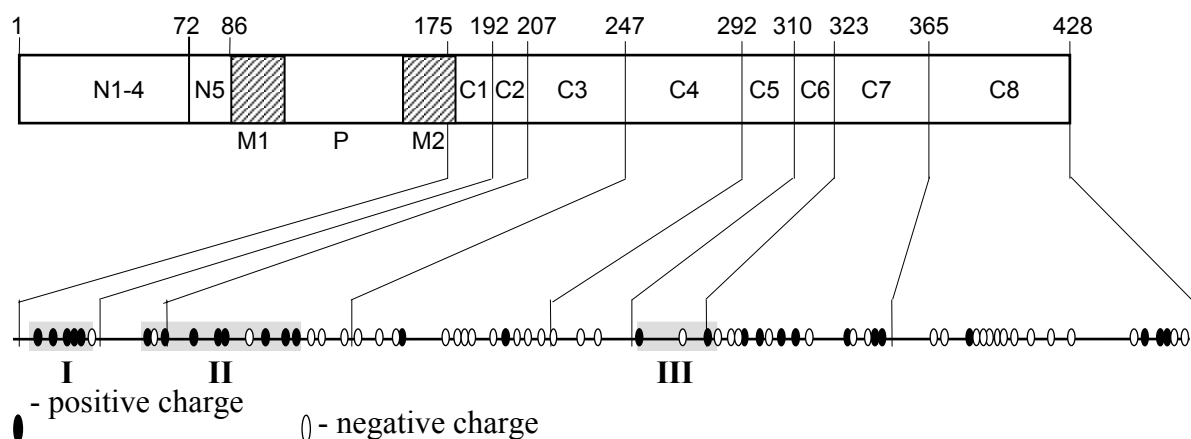 1 72 86 175 192 207 247 292 310 323 365 428
N1-4 N5 C1 C2 C3 C4 C5 C6 C7 C8
M1 P M2
I II III
- positive charge
- negative charge